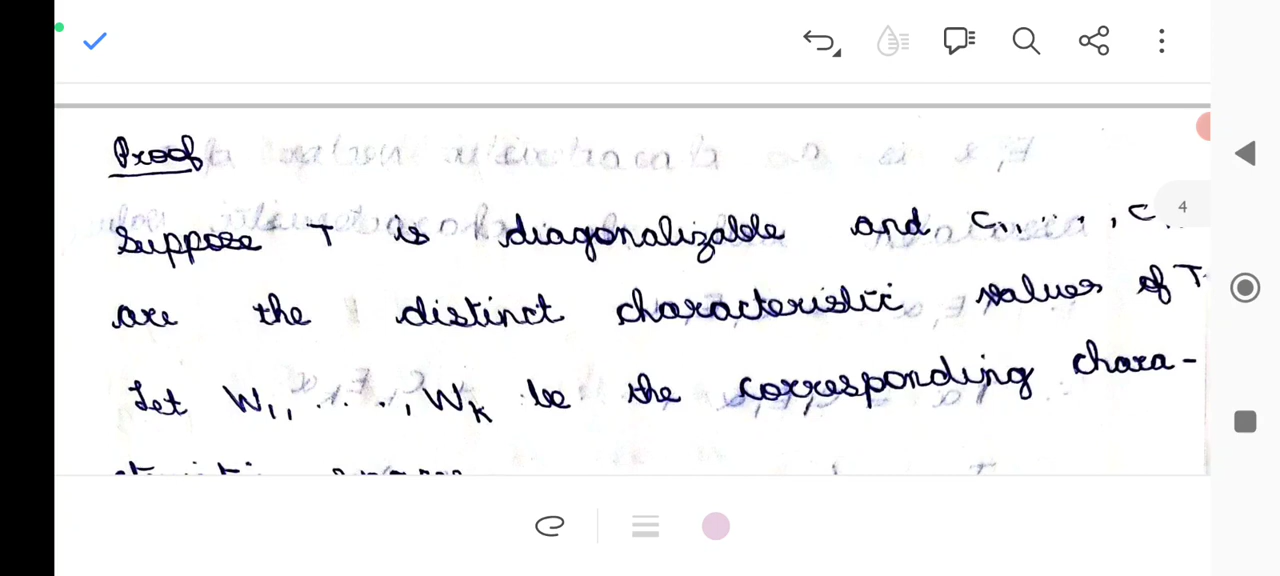 4
Proof
Suppose T is diagonalizable and c₁, ..., c
are the distinct characteristic values of T
Let W₁, ..., Wₖ be the corresponding chara-